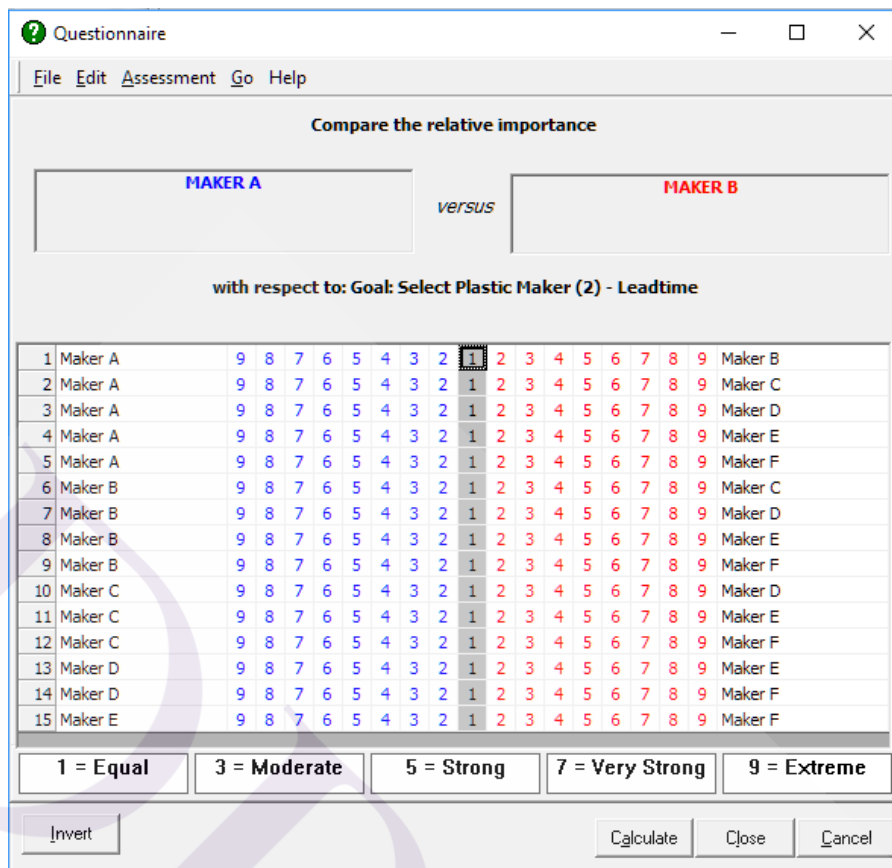 Questionnaire
File Edit Assessment Go Help
Compare the relative importance
MAKER A
versus
MAKER B
with respect to: Goal: Select Plastic Maker (2) - Leadtime
1 Maker A 9 8 7 6 5 4 3 2 1 2 3 4 5 6 7 8 9 Maker B
2 Maker A 9 8 7 6 5 4 3 2 1 2 3 4 5 6 7 8 9 Maker C
3 Maker A 9 8 7 6 5 4 3 2 1 2 3 4 5 6 7 8 9 Maker D
4 Maker A 9 8 7 6 5 4 3 2 1 2 3 4 5 6 7 8 9 Maker E
5 Maker A 9 8 7 6 5 4 3 2 1 2 3 4 5 6 7 8 9 Maker F
6 Maker B 9 8 7 6 5 4 3 2 1 2 3 4 5 6 7 8 9 Maker C
7 Maker B 9 8 7 6 5 4 3 2 1 2 3 4 5 6 7 8 9 Maker D
8 Maker B 9 8 7 6 5 4 3 2 1 2 3 4 5 6 7 8 9 Maker E
9 Maker B 9 8 7 6 5 4 3 2 1 2 3 4 5 6 7 8 9 Maker F
10 Maker C 9 8 7 6 5 4 3 2 1 2 3 4 5 6 7 8 9 Maker D
11 Maker C 9 8 7 6 5 4 3 2 1 2 3 4 5 6 7 8 9 Maker E
12 Maker C 9 8 7 6 5 4 3 2 1 2 3 4 5 6 7 8 9 Maker F
13 Maker D 9 8 7 6 5 4 3 2 1 2 3 4 5 6 7 8 9 Maker E
14 Maker D 9 8 7 6 5 4 3 2 1 2 3 4 5 6 7 8 9 Maker F
15 Maker E 9 8 7 6 5 4 3 2 1 2 3 4 5 6 7 8 9 Maker F
1 = Equal 3 = Moderate 5 = Strong 7 = Very Strong 9 = Extreme
Invert Calculate Close Cancel